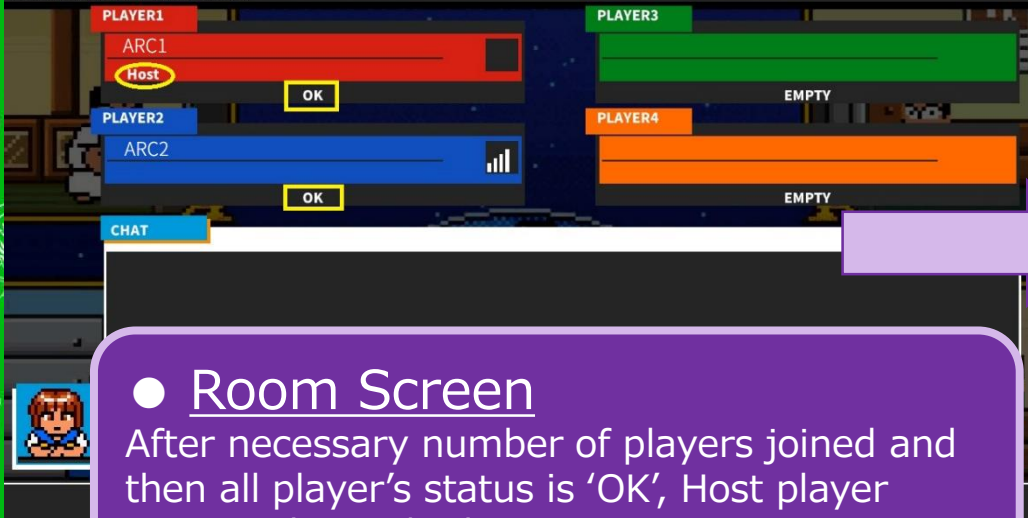 PLAYER1
ARC1
Host
OK
PLAYER3
EMPTY
PLAYER2
ARC2
OK
PLAYER4
EMPTY
CHAT
● Room Screen
After necessary number of players joined and
then all player's status is ‘OK’, Host player